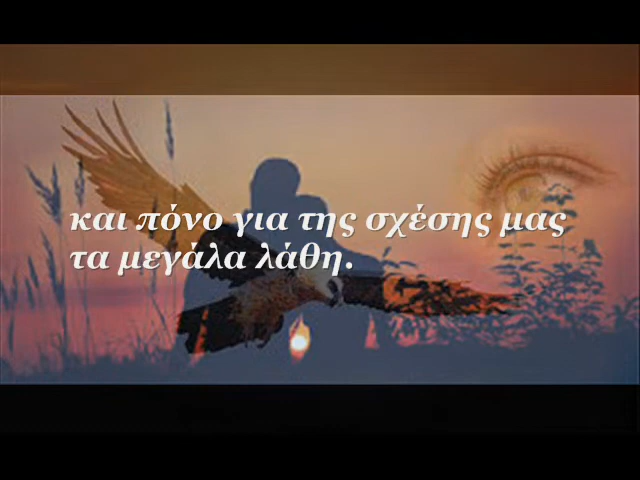 και πόνο για της σχέσης μας
τα μεγάλα λάθη.